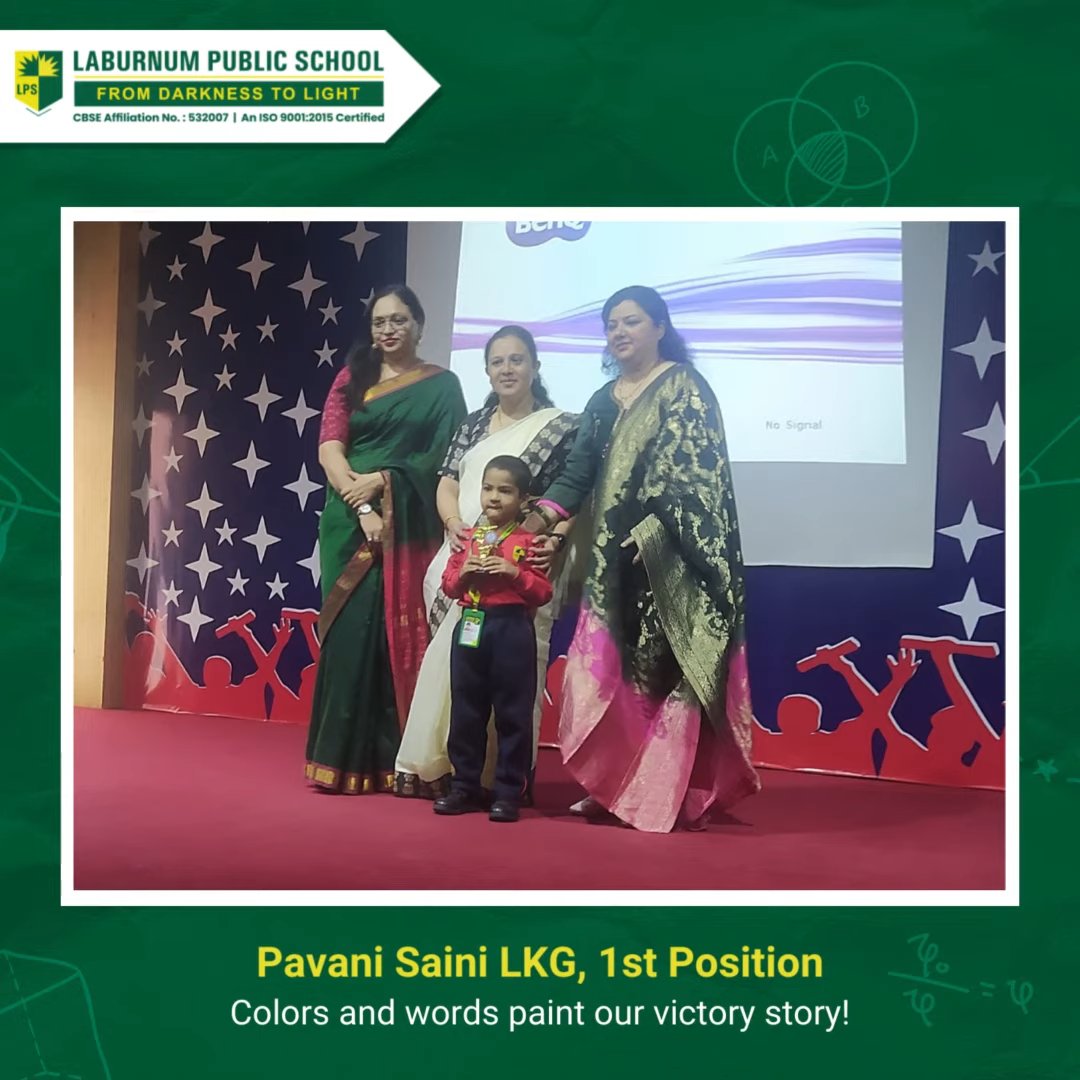 LABURNUM PUBLIC SCHOOL
LPS
FROM DARKNESS TO LIGHT
CBSE Affiliation No. : 532007 | An ISO 9001:2015 Certified
A
B
C
BenQ
No Signal
Pavani Saini LKG, 1st Position
Colors and words paint our victory story!